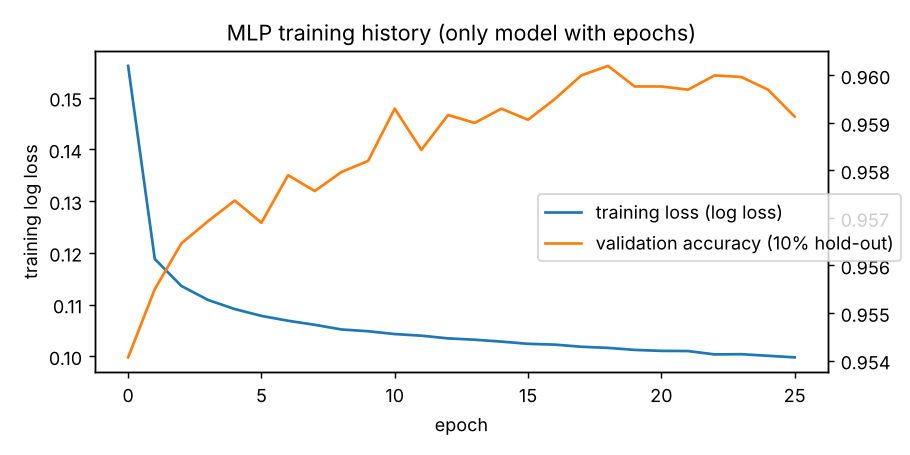 MLP training history (only model with epochs)
training log loss
0.15
0.14
0.13
0.12
0.11
0.10
0.960
0.959
0.958
0.957
0.956
0.955
0.954
training loss (log loss)
validation accuracy (10% hold-out)
0 5 10 15 20 25
epoch